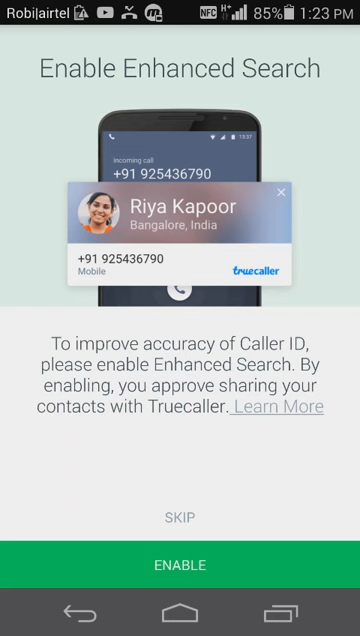 Robi|airtel NFC H+ 85% 1:23 PM
Enable Enhanced Search
13:37
Incoming call
+91 925436790
Riya Kapoor
Bangalore, India
+91 925436790
Mobile
truecaller
To improve accuracy of Caller ID,
please enable Enhanced Search. By
enabling, you approve sharing your
contacts with Truecaller. Learn More
SKIP
ENABLE